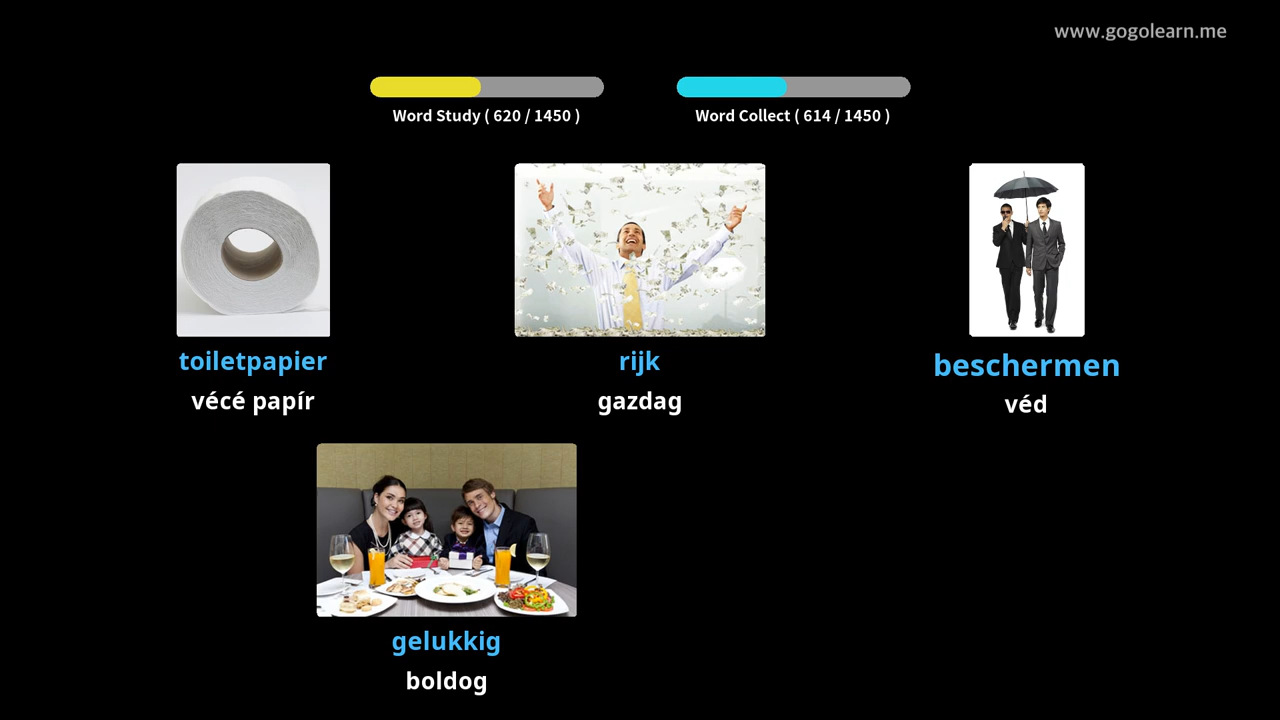 www.gogolearn.me
Word Study ( 620 / 1450 )
Word Collect ( 614 / 1450 )
toiletpapier
vécé papír
rijk
gazdag
beschermen
véd
gelukkig
boldog